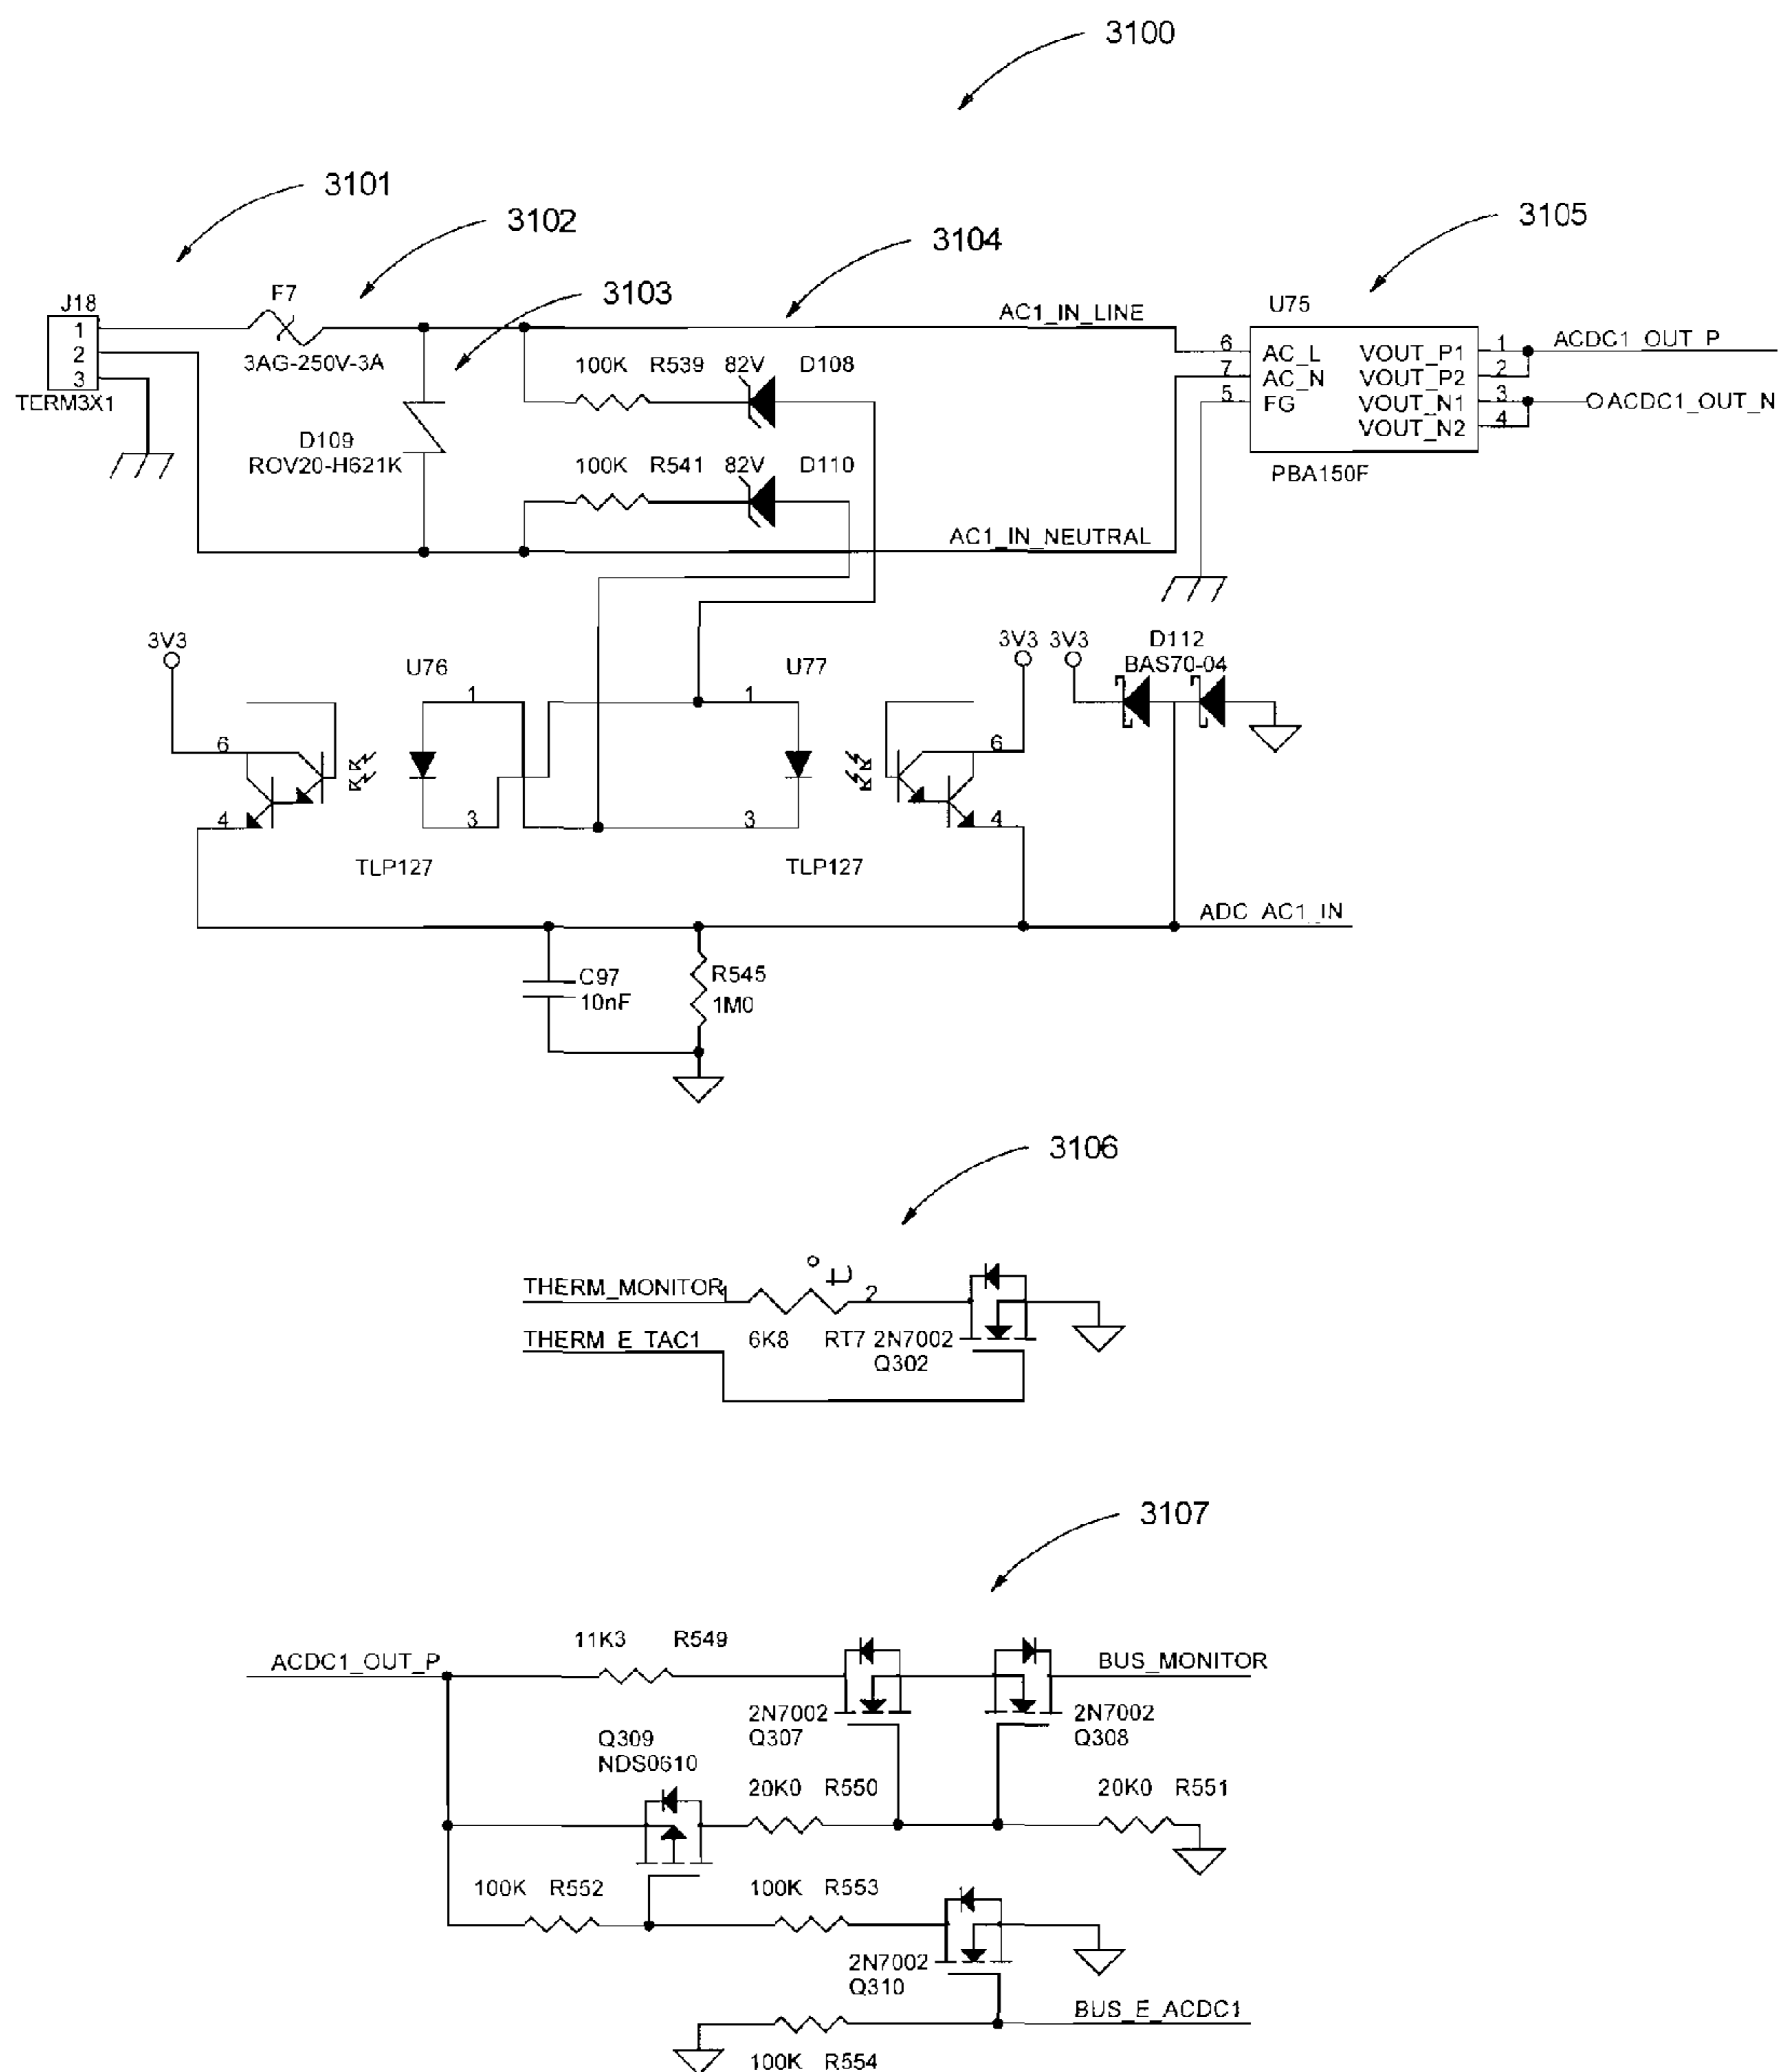 3100
3101
3102
3103
3104
3105
J18
1
2
3
TERM3X1
F7
3AG-250V-3A
D109
ROV20-H621K
100K R539 82V D108
100K R541 82V D110
AC1_IN_LINE
AC1_IN_NEUTRAL
U75
6 AC_L VOUT_P1 1
7 AC_N VOUT_P2 2
5 FG VOUT_N1 3
VOUT_N2 4
PBA150F
ACDC1_OUT_P
ACDC1_OUT_N
3V3
U76
U77
3V3 3V3
D112
BAS70-04
6
4
1
3
1
3
6
4
TLP127
TLP127
ADC_AC1_IN
C97
10nF
R545
1M0
3106
THERM_MONITOR
1
2
THERM_E_TAC1
6K8 RT7 2N7002
Q302
3107
ACDC1_OUT_P
11K3 R549
BUS_MONITOR
2N7002
Q307
2N7002
Q308
Q309
NDS0610
20K0 R550
20K0 R551
100K R552
100K R553
2N7002
Q310
BUS_E_ACDC1
100K R554